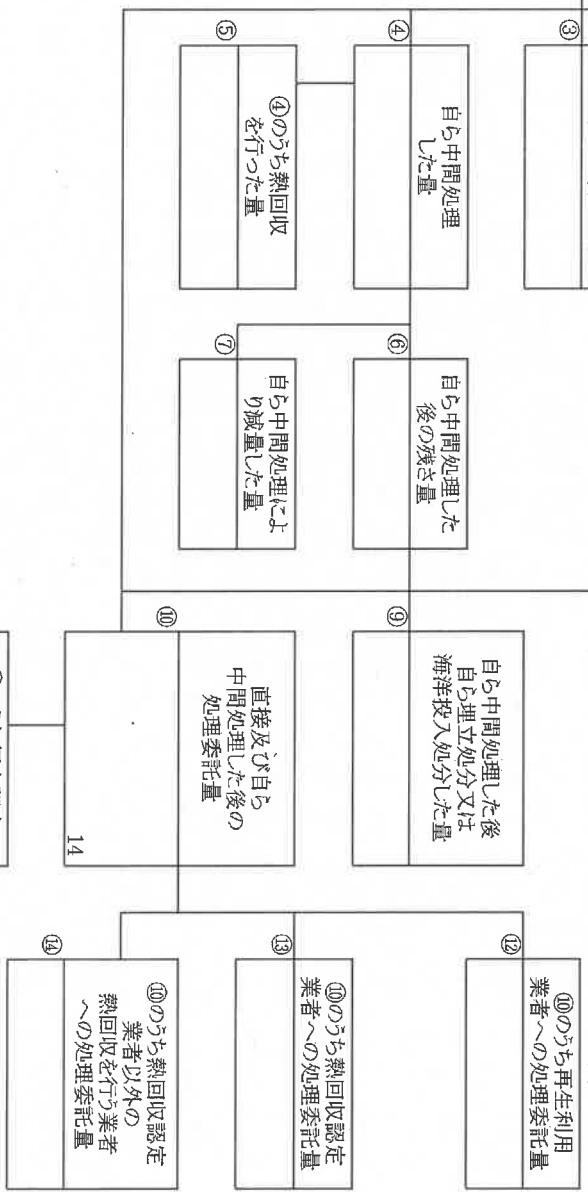 ③
④
自ら中間処理
した量
⑤
④のうち熱回収
を行った量
⑥
自ら中間処理した
後の残さ量
⑦
自ら中間処理によ
り減量した量
⑨
自ら中間処理した後
自ら埋立処分又は
海洋投入処分した量
⑩
直接及び自ら
中間処理した後の
処理委託量
14
⑫
⑩のうち再生利用
業者への処理委託量
⑬
⑩のうち熱回収認定
業者への処理委託量
⑭
⑩のうち熱回収認定
業者以外の
熱回収を行う業者
への処理委託量